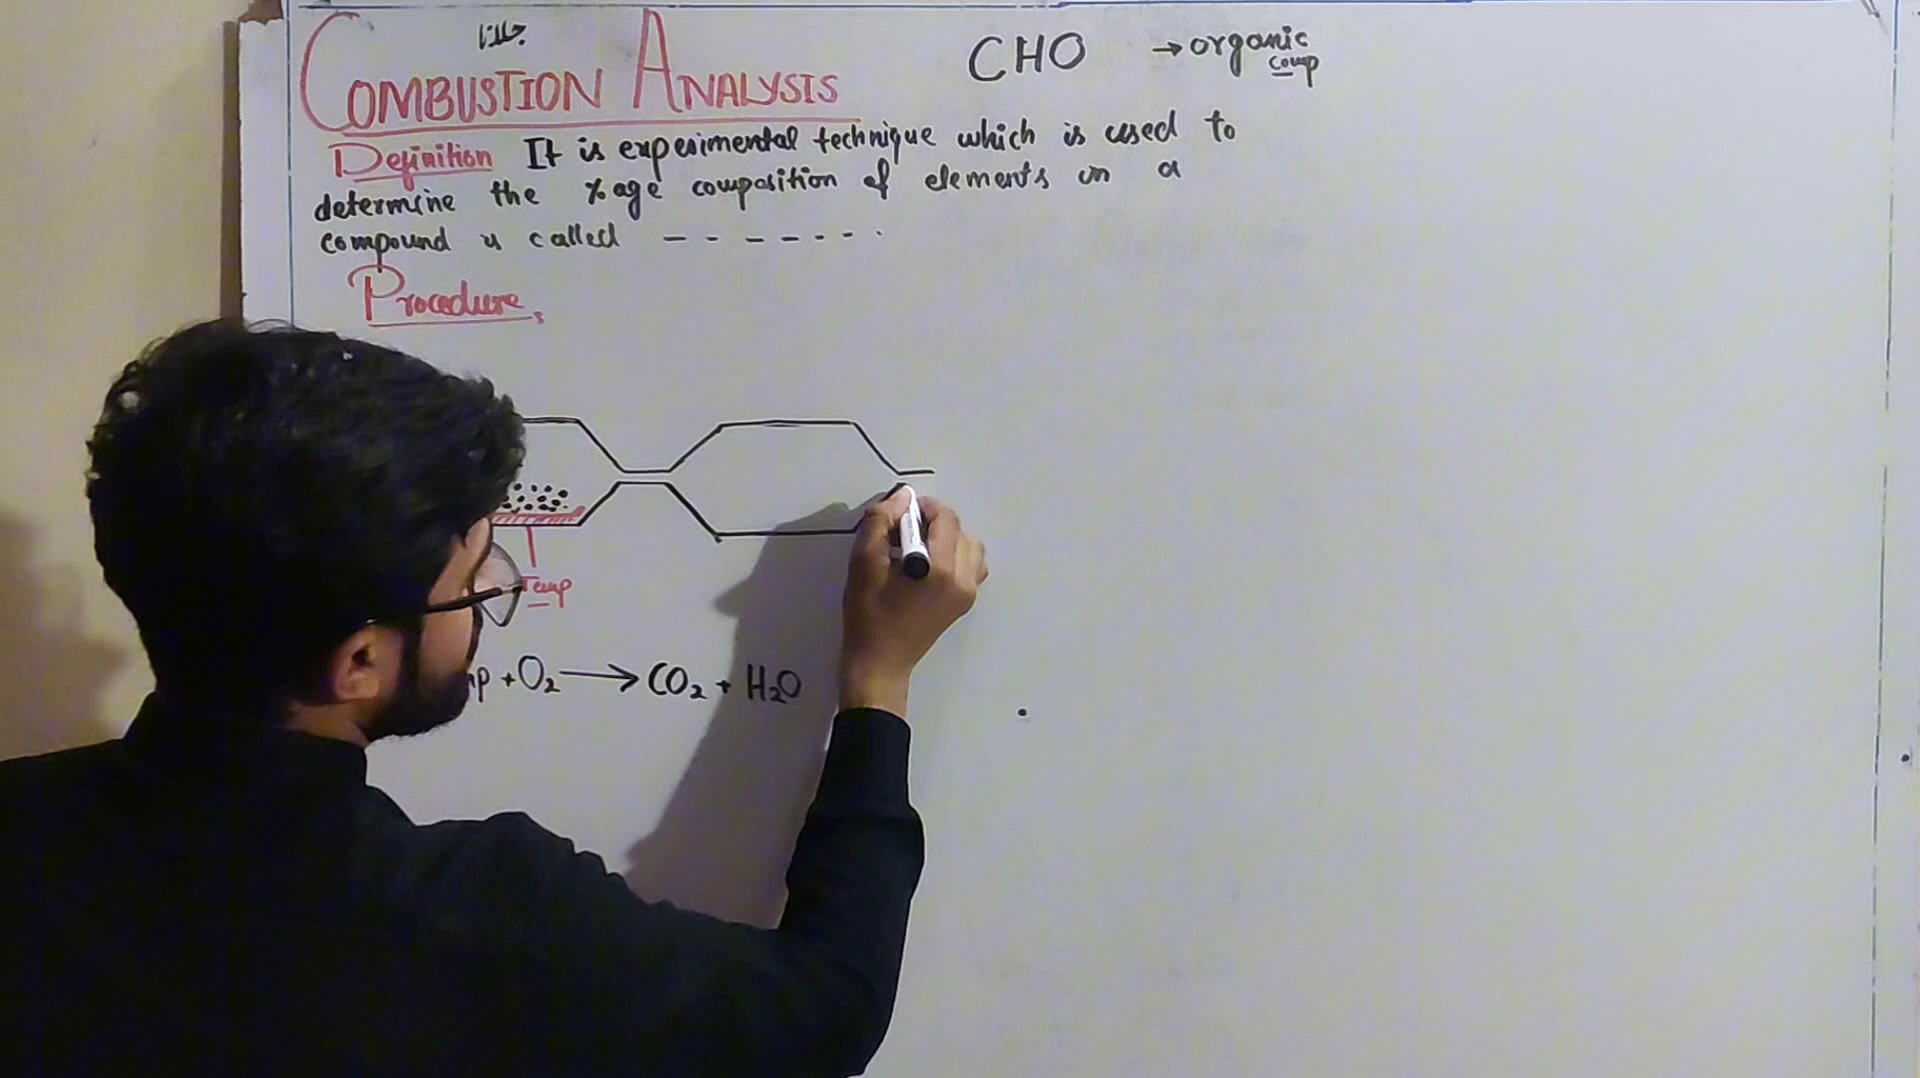 جلانا
COMBUSTION ANALYSIS
CHO → organic
comp
Definition It is experimental technique which is used to
determine the %age composition of elements in a
compound is called - - - - - - - .
Procedure,
Temp
+ O₂ ⟶ CO₂ + H₂O